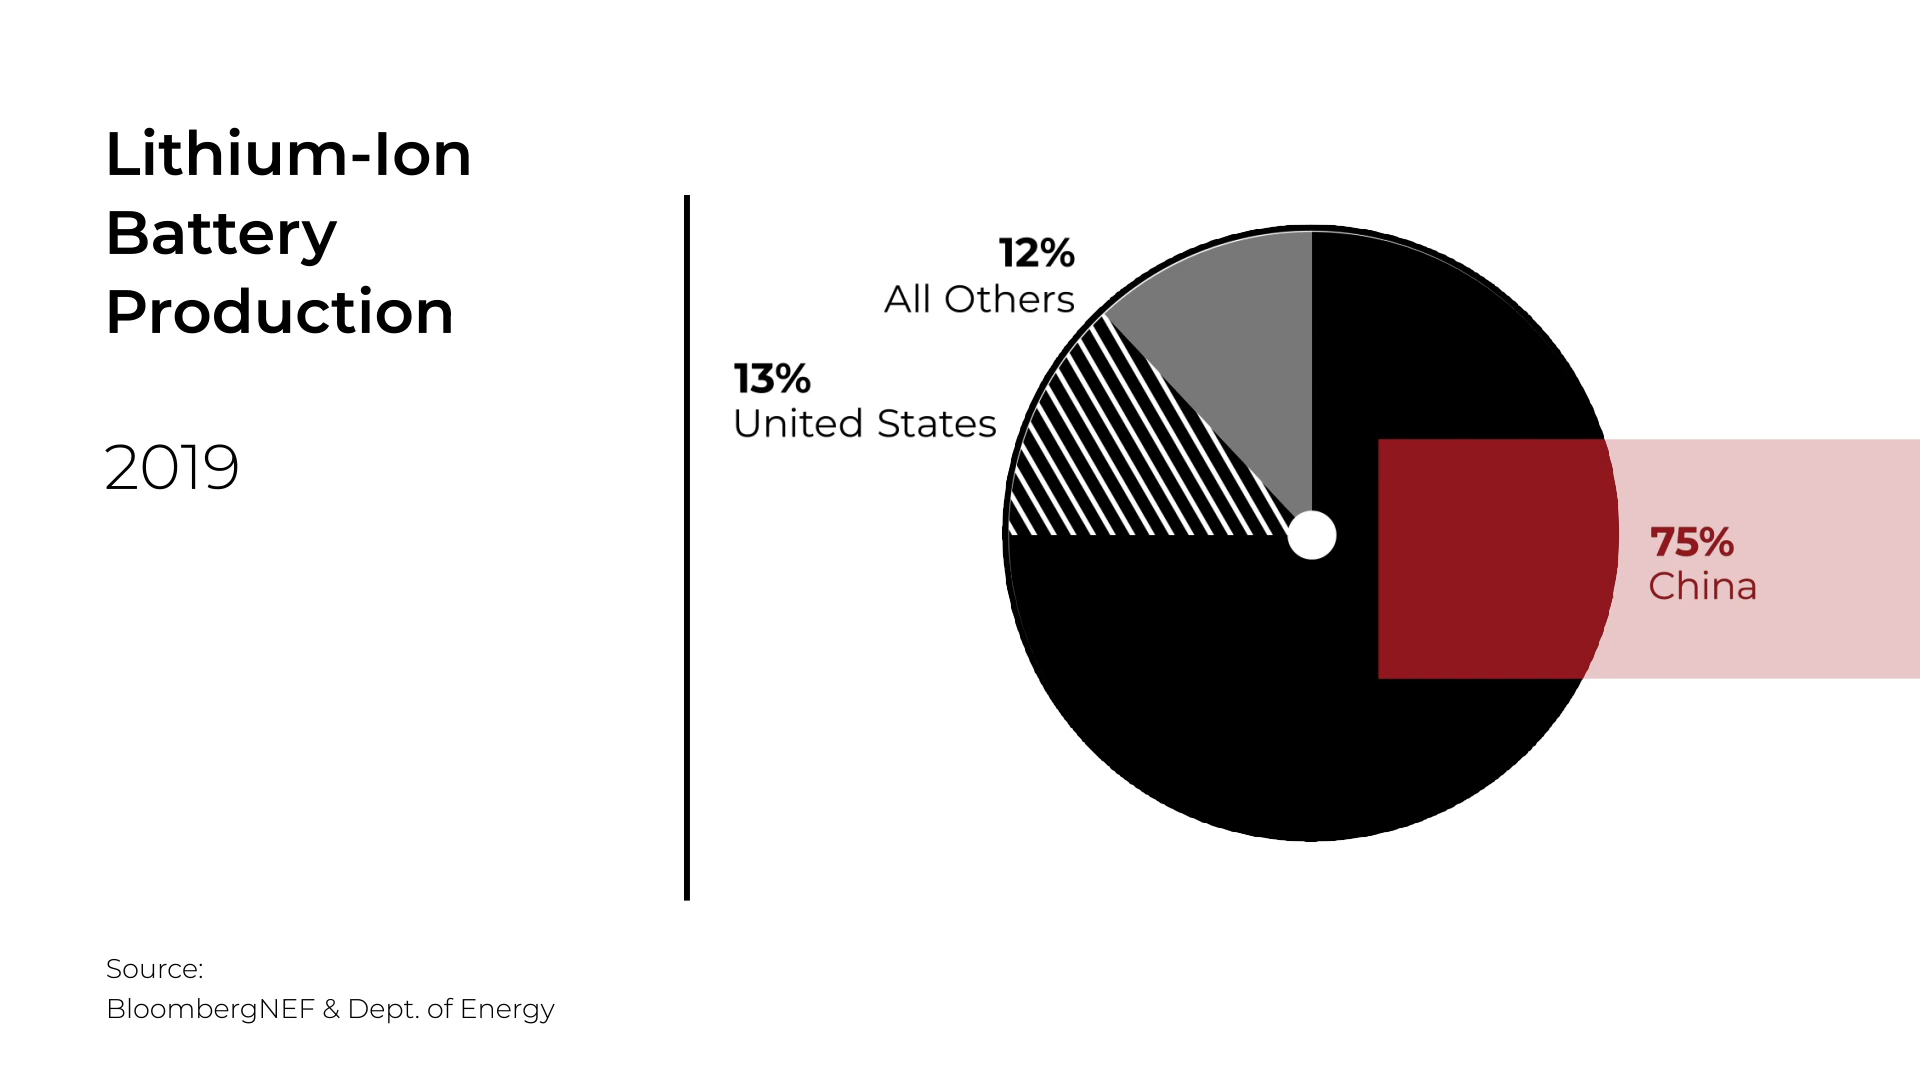 Lithium-Ion
Battery
Production
2019
12%
All Others
13%
United States
75%
China
Source:
BloombergNEF & Dept. of Energy